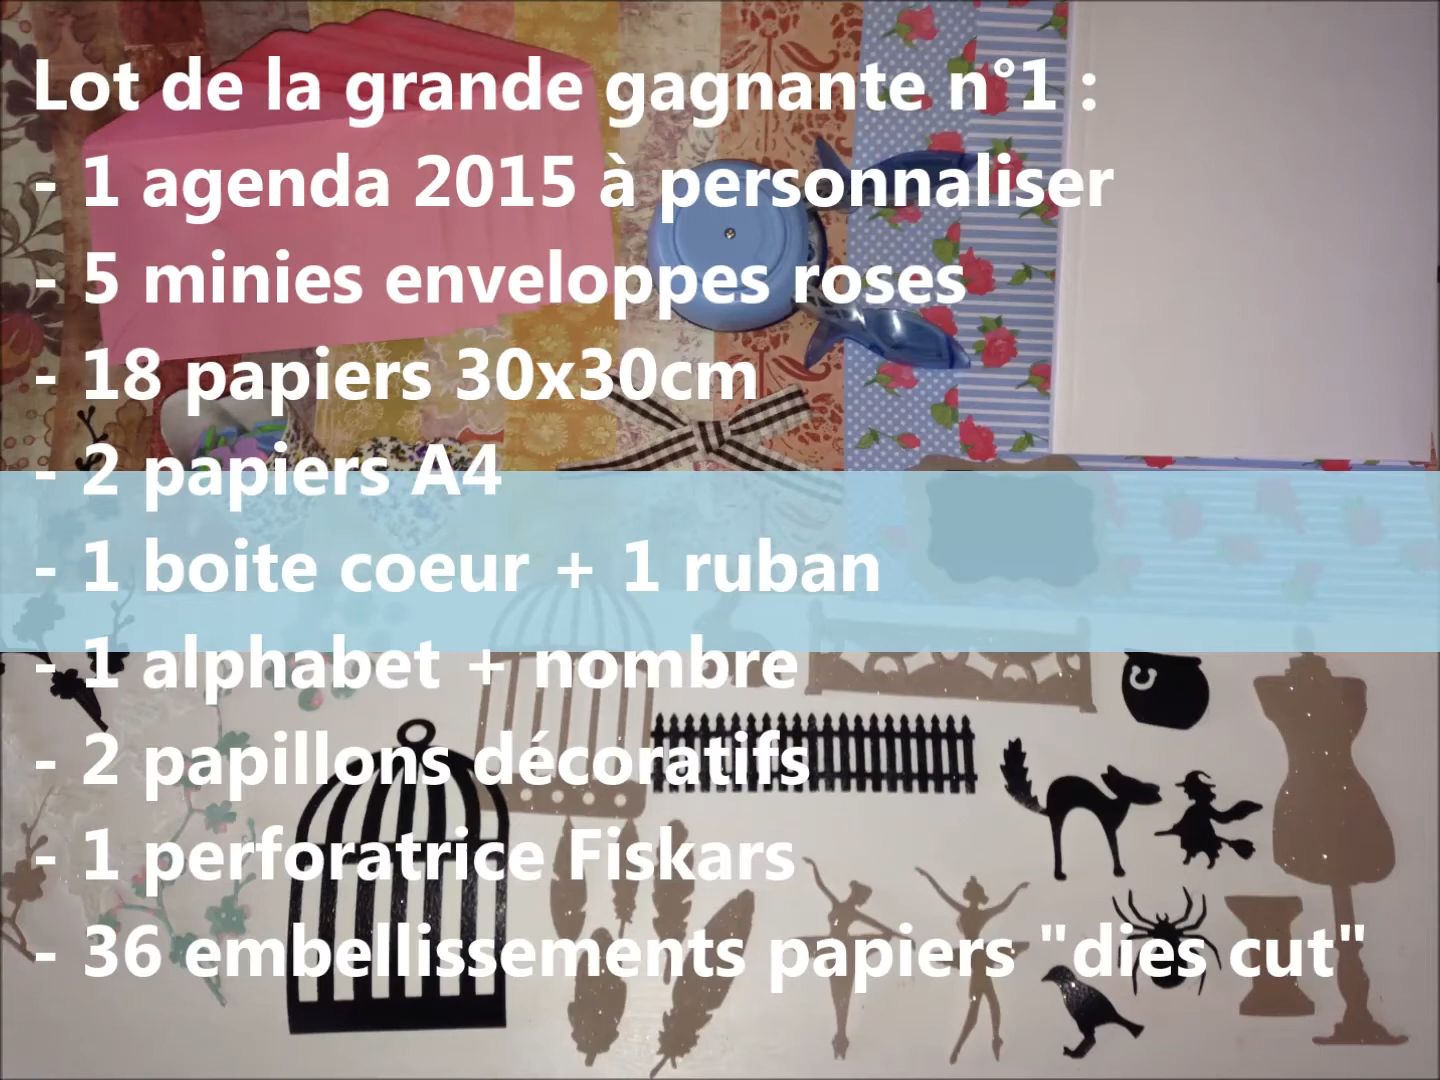 Lot de la grande gagnante n°1 :
- 1 agenda 2015 à personnaliser
- 5 minies enveloppes roses
- 18 papiers 30x30cm
- 2 papiers A4
- 1 boite coeur + 1 ruban
- 1 alphabet + nombre
- 2 papillons décoratifs
- 1 perforatrice Fiskars
- 36 embellissements papiers "dies cut"